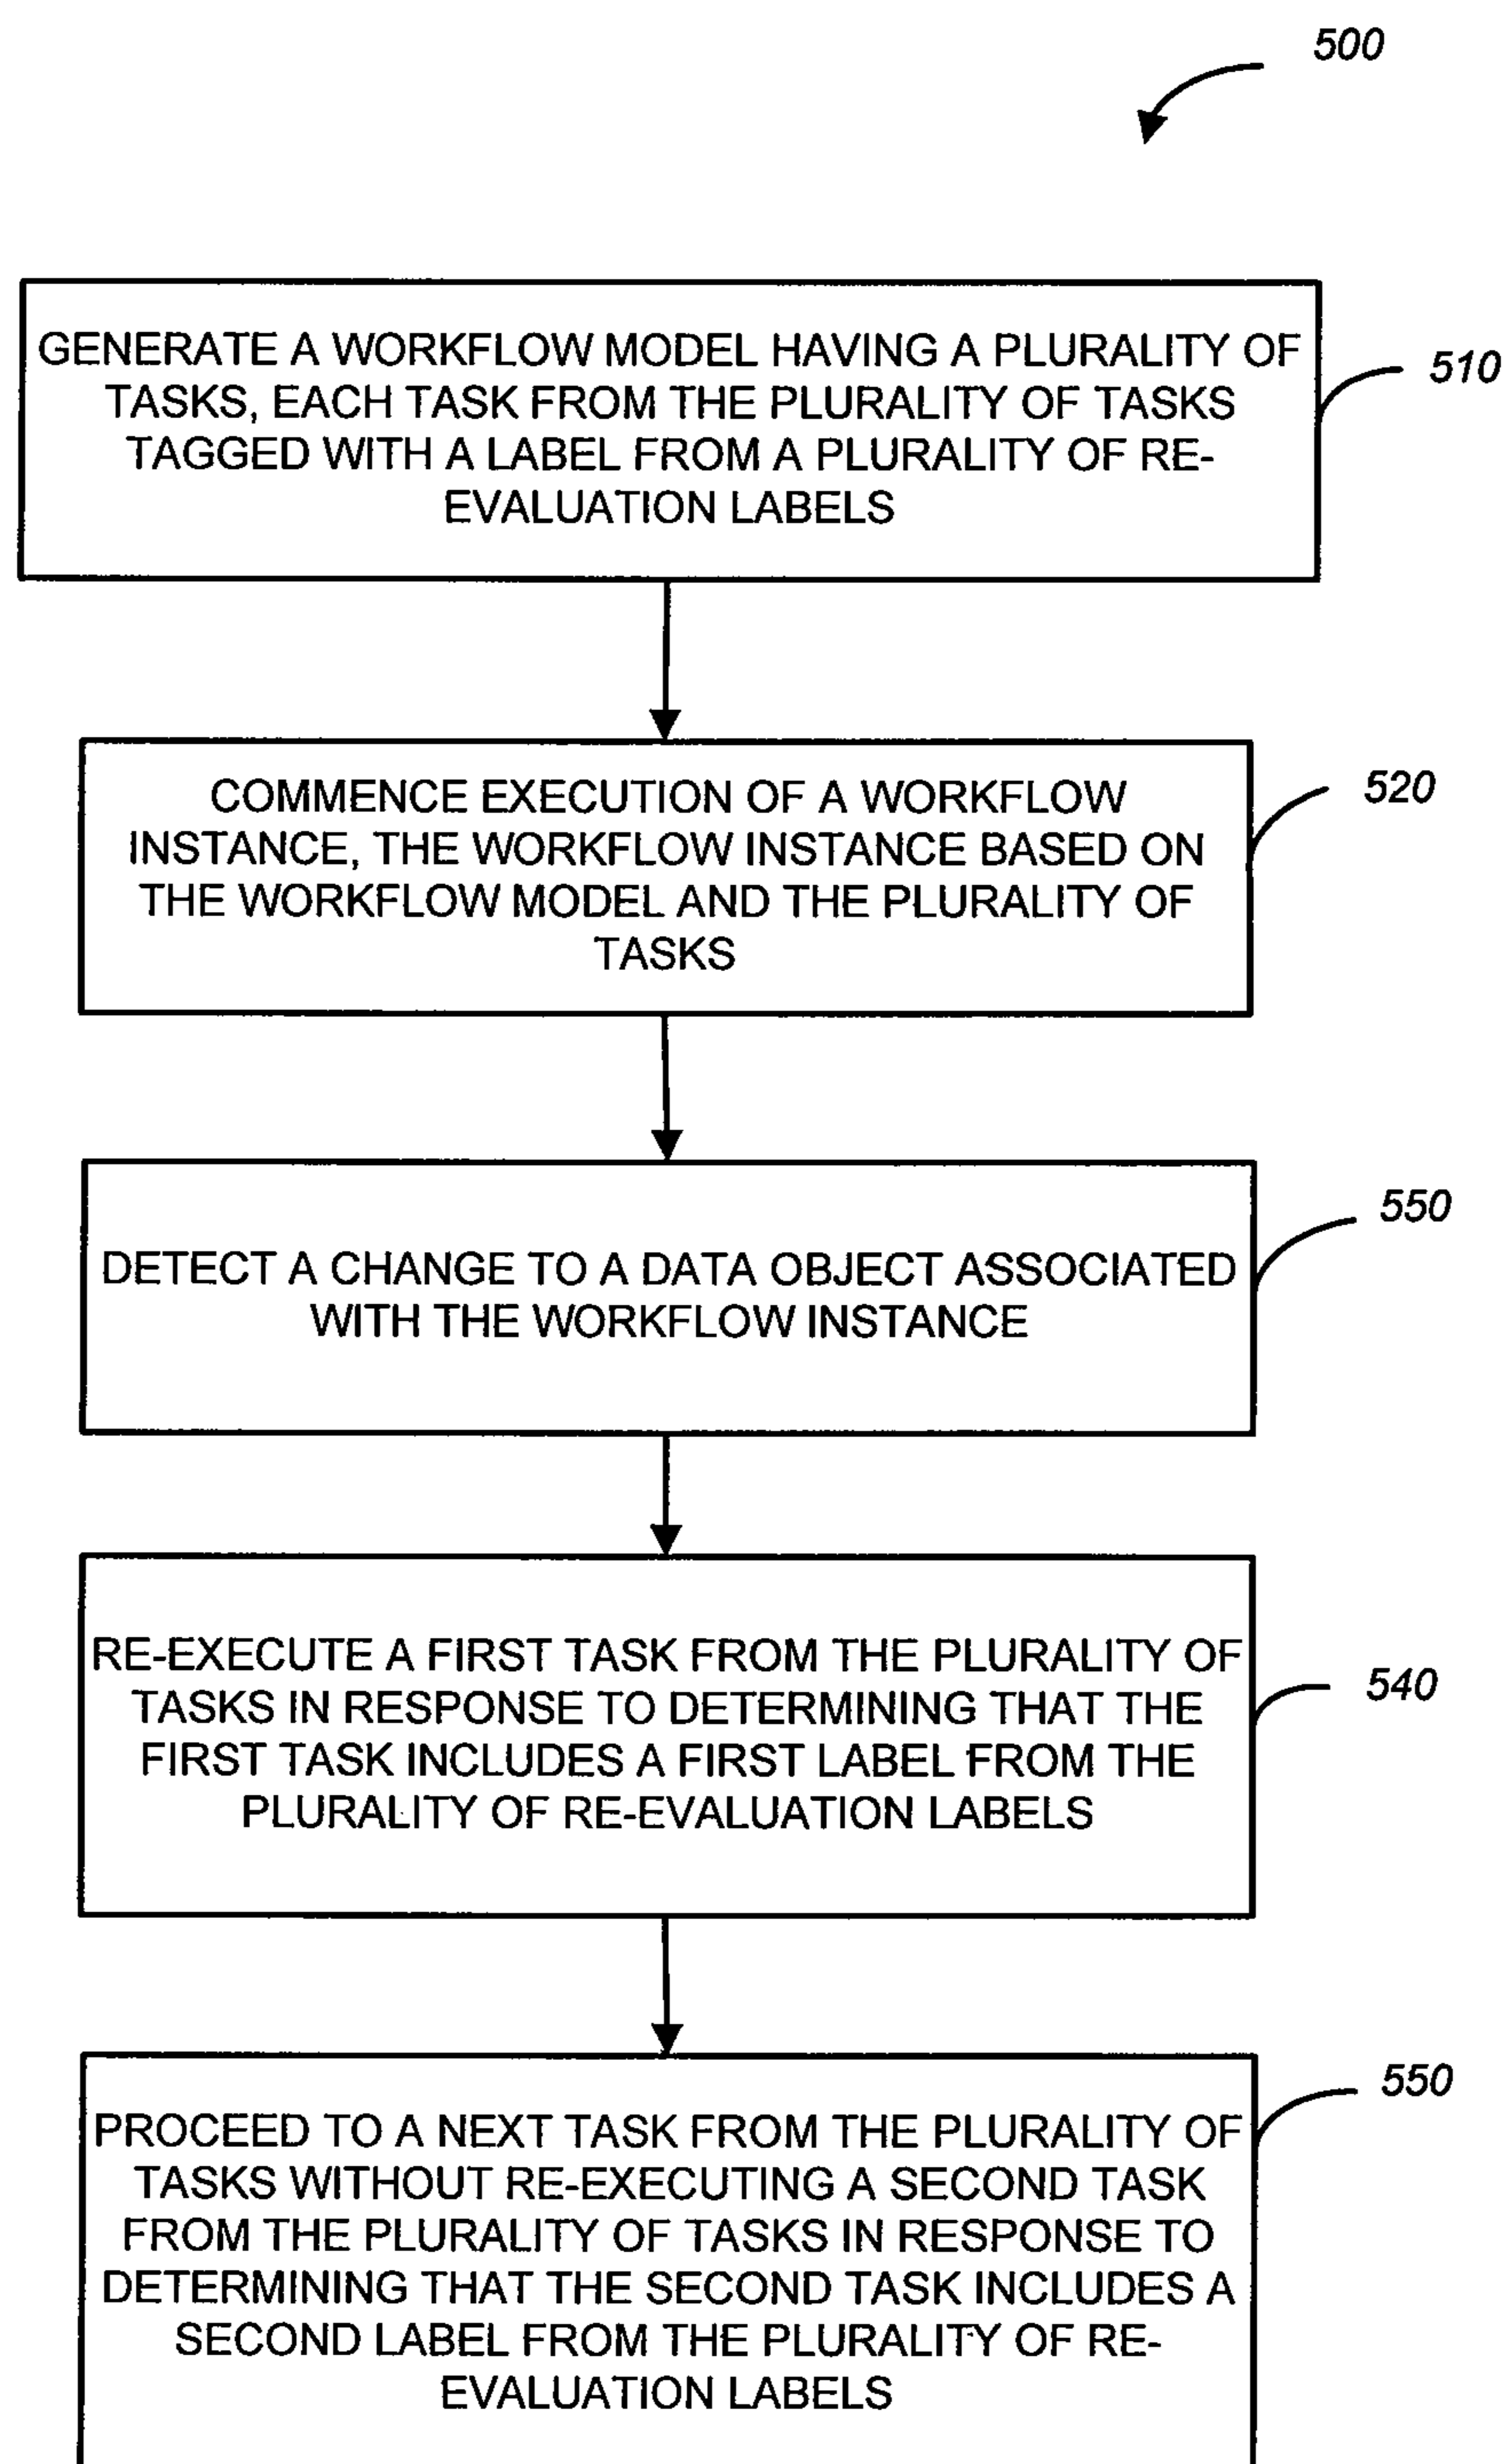 500
GENERATE A WORKFLOW MODEL HAVING A PLURALITY OF
TASKS, EACH TASK FROM THE PLURALITY OF TASKS
TAGGED WITH A LABEL FROM A PLURALITY OF RE-
EVALUATION LABELS
510
COMMENCE EXECUTION OF A WORKFLOW
INSTANCE, THE WORKFLOW INSTANCE BASED ON
THE WORKFLOW MODEL AND THE PLURALITY OF
TASKS
520
DETECT A CHANGE TO A DATA OBJECT ASSOCIATED
WITH THE WORKFLOW INSTANCE
550
RE-EXECUTE A FIRST TASK FROM THE PLURALITY OF
TASKS IN RESPONSE TO DETERMINING THAT THE
FIRST TASK INCLUDES A FIRST LABEL FROM THE
PLURALITY OF RE-EVALUATION LABELS
540
PROCEED TO A NEXT TASK FROM THE PLURALITY OF
TASKS WITHOUT RE-EXECUTING A SECOND TASK
FROM THE PLURALITY OF TASKS IN RESPONSE TO
DETERMINING THAT THE SECOND TASK INCLUDES A
SECOND LABEL FROM THE PLURALITY OF RE-
EVALUATION LABELS
550